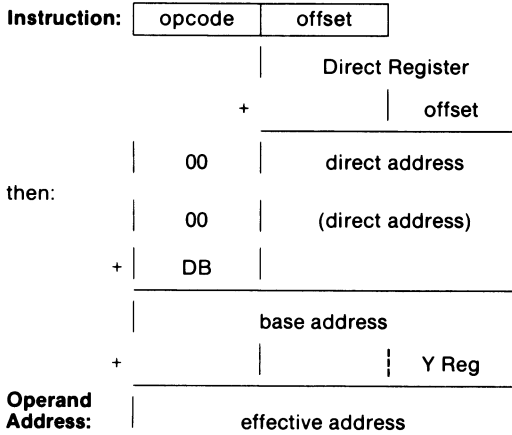 Instruction: opcode offset
Direct Register
+ offset
00 direct address
then:
00 (direct address)
+ DB
base address
+ Y Reg
Operand
Address: effective address